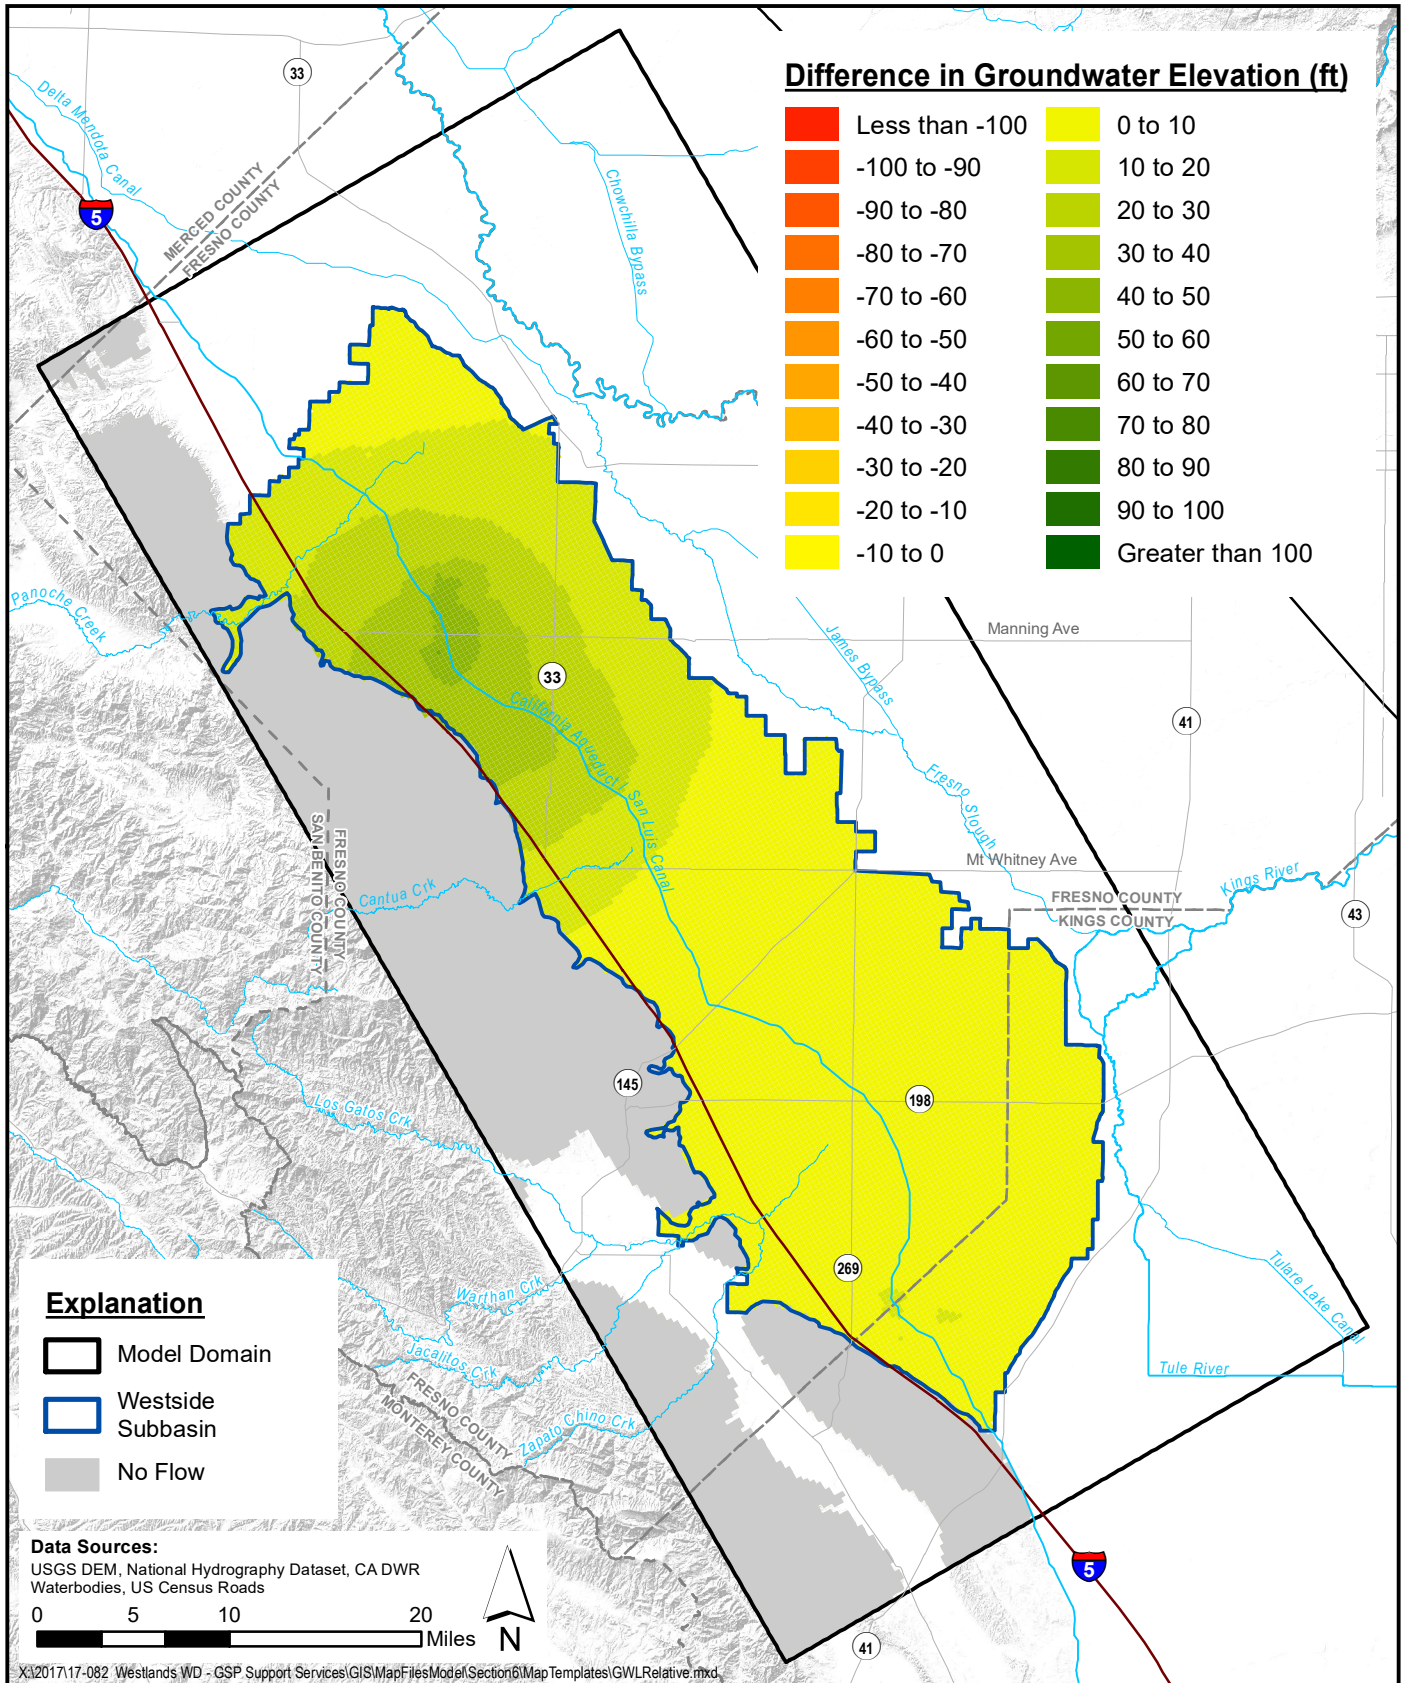 Difference in Groundwater Elevation (ft)
Less than -100
-100 to -90
-90 to -80
-80 to -70
-70 to -60
-60 to -50
-50 to -40
-40 to -30
-30 to -20
-20 to -10
-10 to 0
0 to 10
10 to 20
20 to 30
30 to 40
40 to 50
50 to 60
60 to 70
70 to 80
80 to 90
90 to 100
Greater than 100
33
Delta Mendota Canal
5
MERCED COUNTY
FRESNO COUNTY
Chowchilla Bypass
Panoche Creek
James Bypass
Manning Ave
33
41
California Aqueduct / San Luis Canal
Fresno Slough
SAN BENITO COUNTY
FRESNO COUNTY
Mt Whitney Ave
Kings River
Cantua Crk
FRESNO COUNTY
KINGS COUNTY
43
145
198
Los Gatos Crk
269
Tulare Lake Canal
Warthan Crk
Jacalitos Crk
Tule River
FRESNO COUNTY
MONTEREY COUNTY
Zapato Chino Crk
5
41
Explanation
Model Domain
Westside
Subbasin
No Flow
Data Sources:
USGS DEM, National Hydrography Dataset, CA DWR
Waterbodies, US Census Roads
0 5 10 20
Miles
N
X:\2017\17-082 Westlands WD - GSP Support Services\GIS\MapFilesModel\Section6\MapTemplates\GWLRelative.mxd